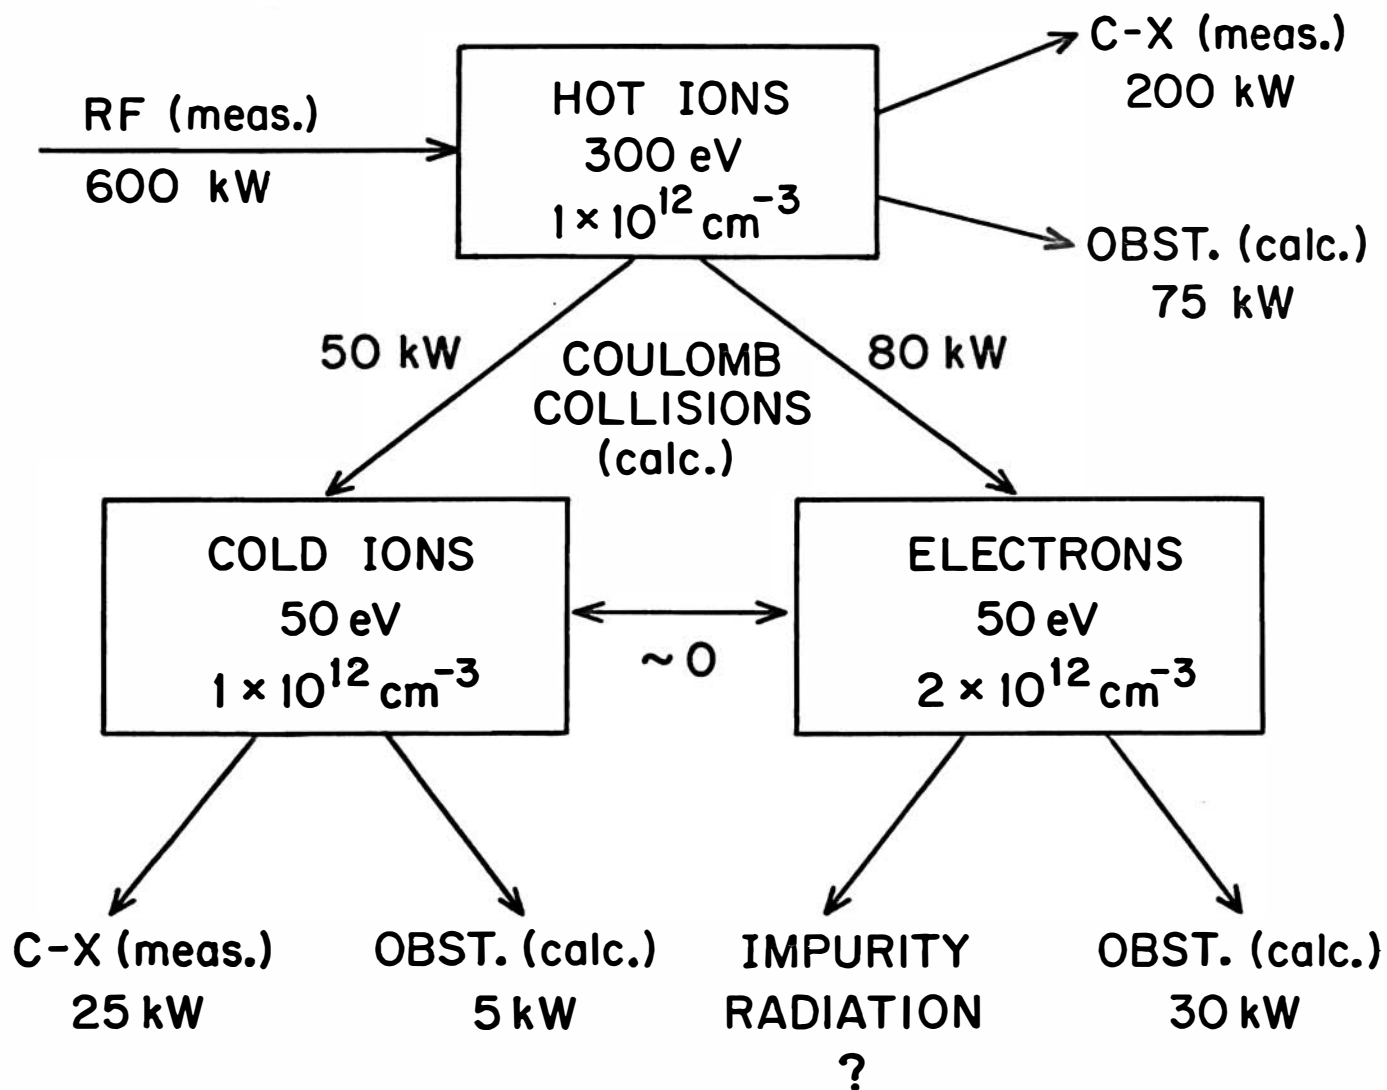 RF (meas.)
600 kW
HOT IONS
300 eV
1 × 10¹² cm⁻³
C-X (meas.)
200 kW
OBST. (calc.)
75 kW
50 kW
COULOMB
COLLISIONS
(calc.)
80 kW
COLD IONS
50 eV
1 × 10¹² cm⁻³
~ 0
ELECTRONS
50 eV
2 × 10¹² cm⁻³
C-X (meas.)
25 kW
OBST. (calc.)
5 kW
IMPURITY
RADIATION
?
OBST. (calc.)
30 kW